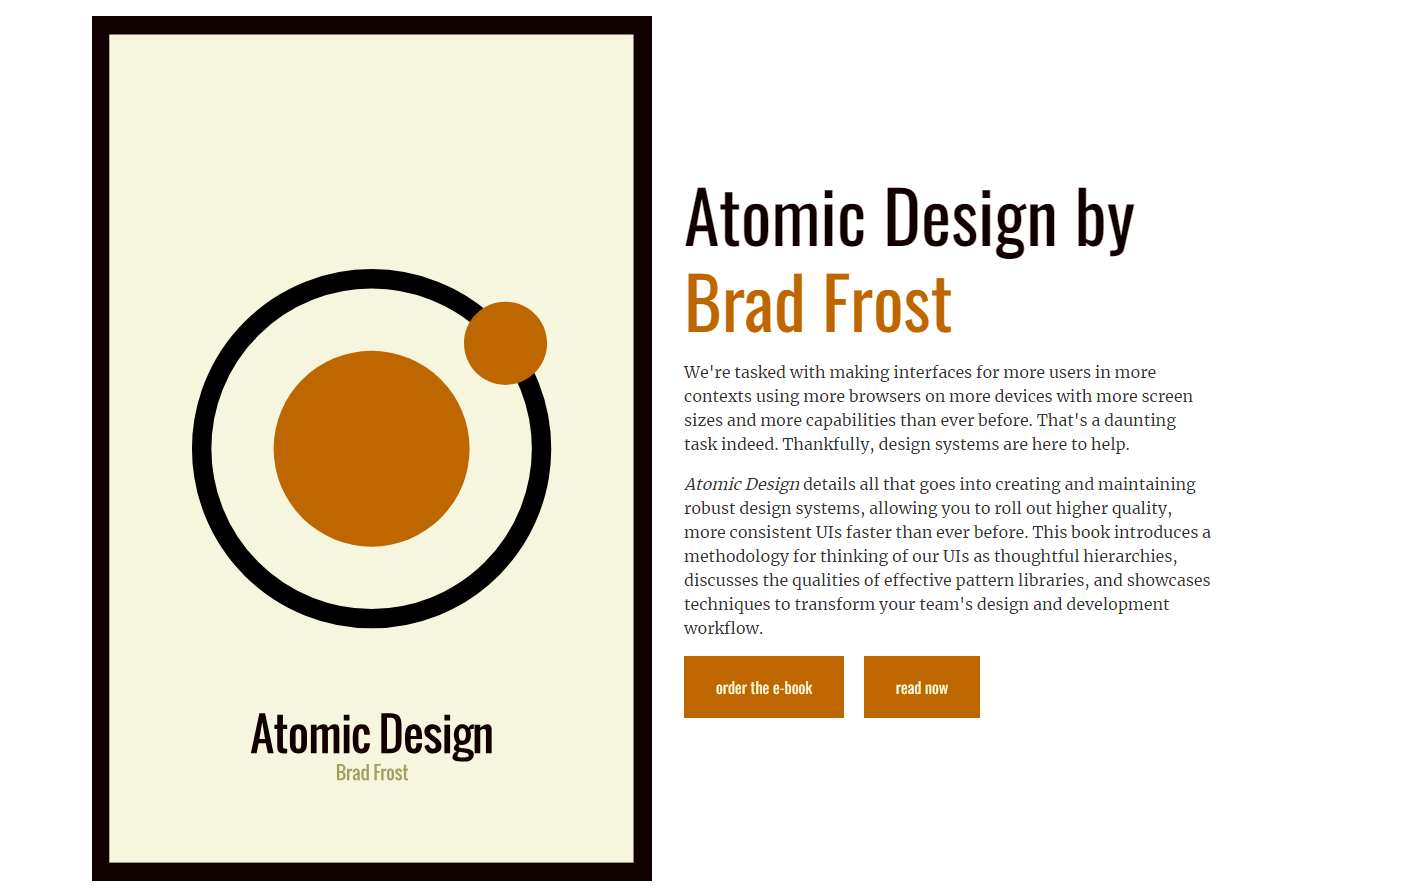 Atomic Design
Brad Frost
Atomic Design by
Brad Frost
We're tasked with making interfaces for more users in more
contexts using more browsers on more devices with more screen
sizes and more capabilities than ever before. That's a daunting
task indeed. Thankfully, design systems are here to help.
Atomic Design details all that goes into creating and maintaining
robust design systems, allowing you to roll out higher quality,
more consistent UIs faster than ever before. This book introduces a
methodology for thinking of our UIs as thoughtful hierarchies,
discusses the qualities of effective pattern libraries, and showcases
techniques to transform your team's design and development
workflow.
order the e-book
read now